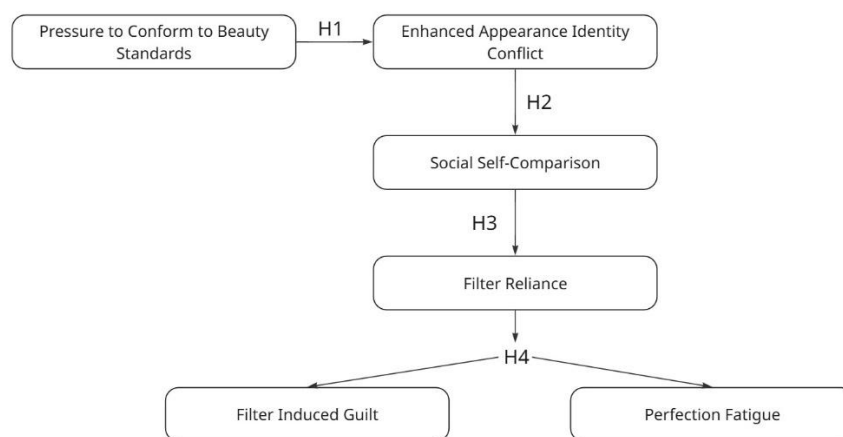 Pressure to Conform to Beauty
Standards
H1
Enhanced Appearance Identity
Conflict
H2
Social Self-Comparison
H3
Filter Reliance
H4
Filter Induced Guilt
Perfection Fatigue